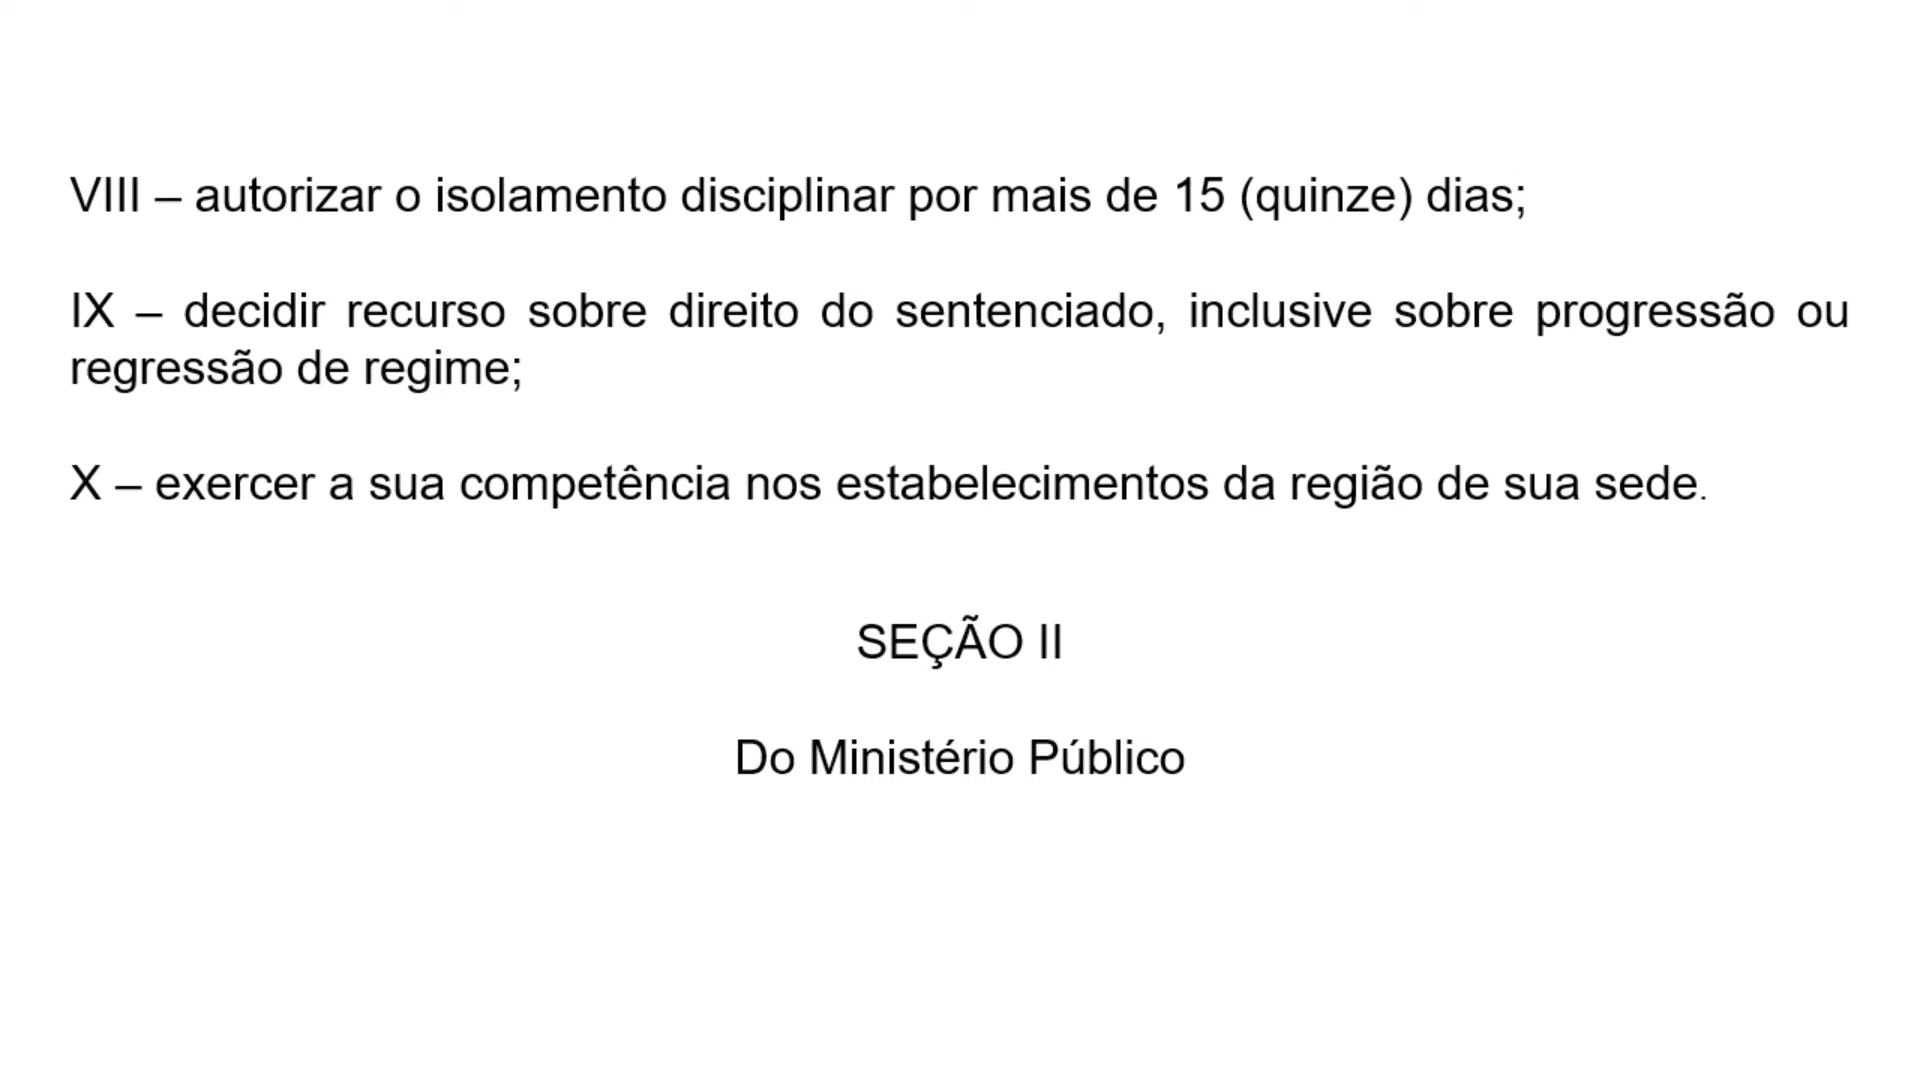 VIII – autorizar o isolamento disciplinar por mais de 15 (quinze) dias;
IX – decidir recurso sobre direito do sentenciado, inclusive sobre progressão ou
regressão de regime;
X – exercer a sua competência nos estabelecimentos da região de sua sede.
SEÇÃO II
Do Ministério Público